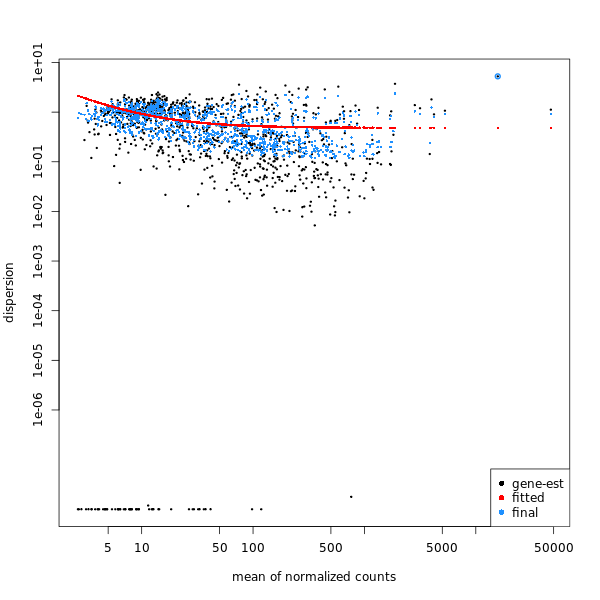 1e+01
1e-01
1e-02
1e-03
1e-04
1e-05
1e-06
dispersion
gene-est
fitted
final
5 10 50 100 500 5000 50000
mean of normalized counts